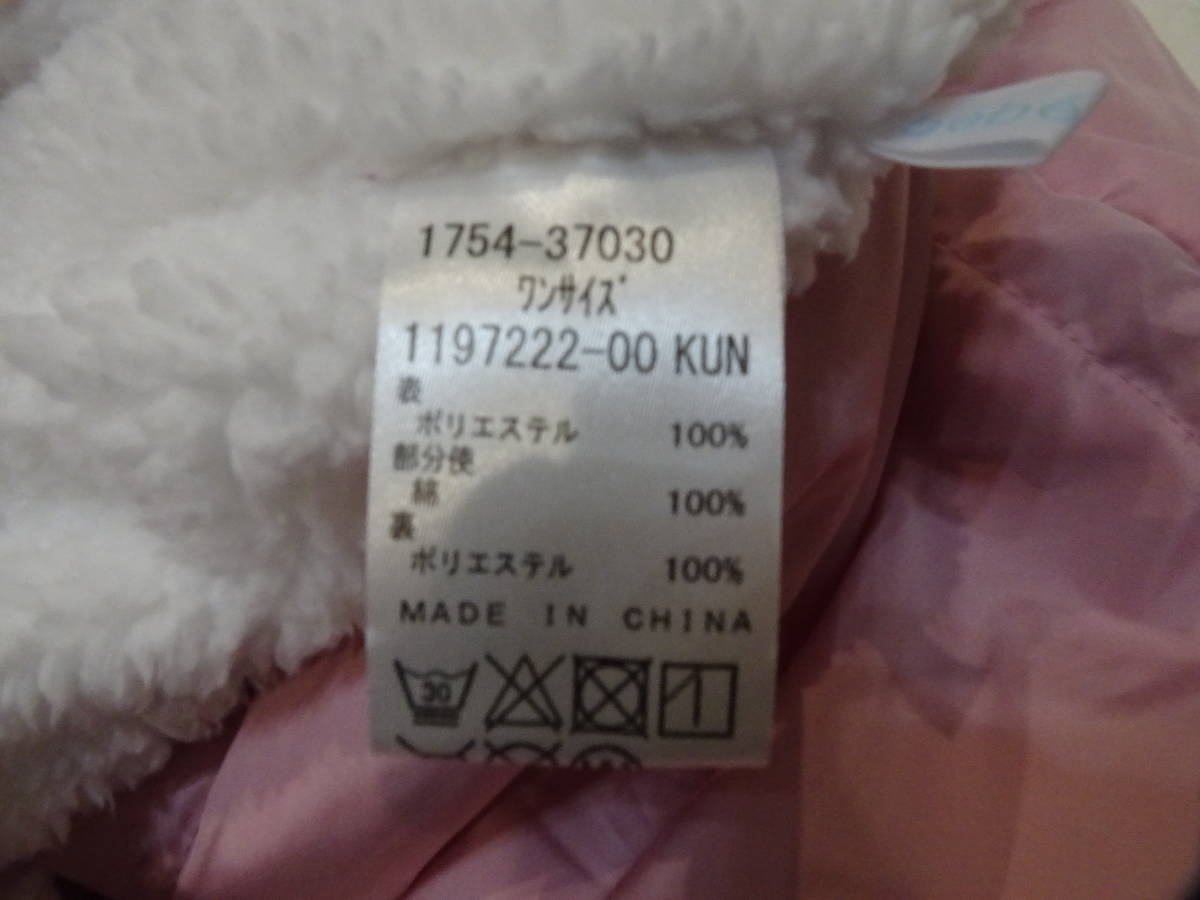 1754-37030
ﾜﾝｻｲｽﾞ
1197222-00 KUN
表
ポリエステル 100%
部分使
綿 100%
裏
ポリエステル 100%
MADE IN CHINA
30